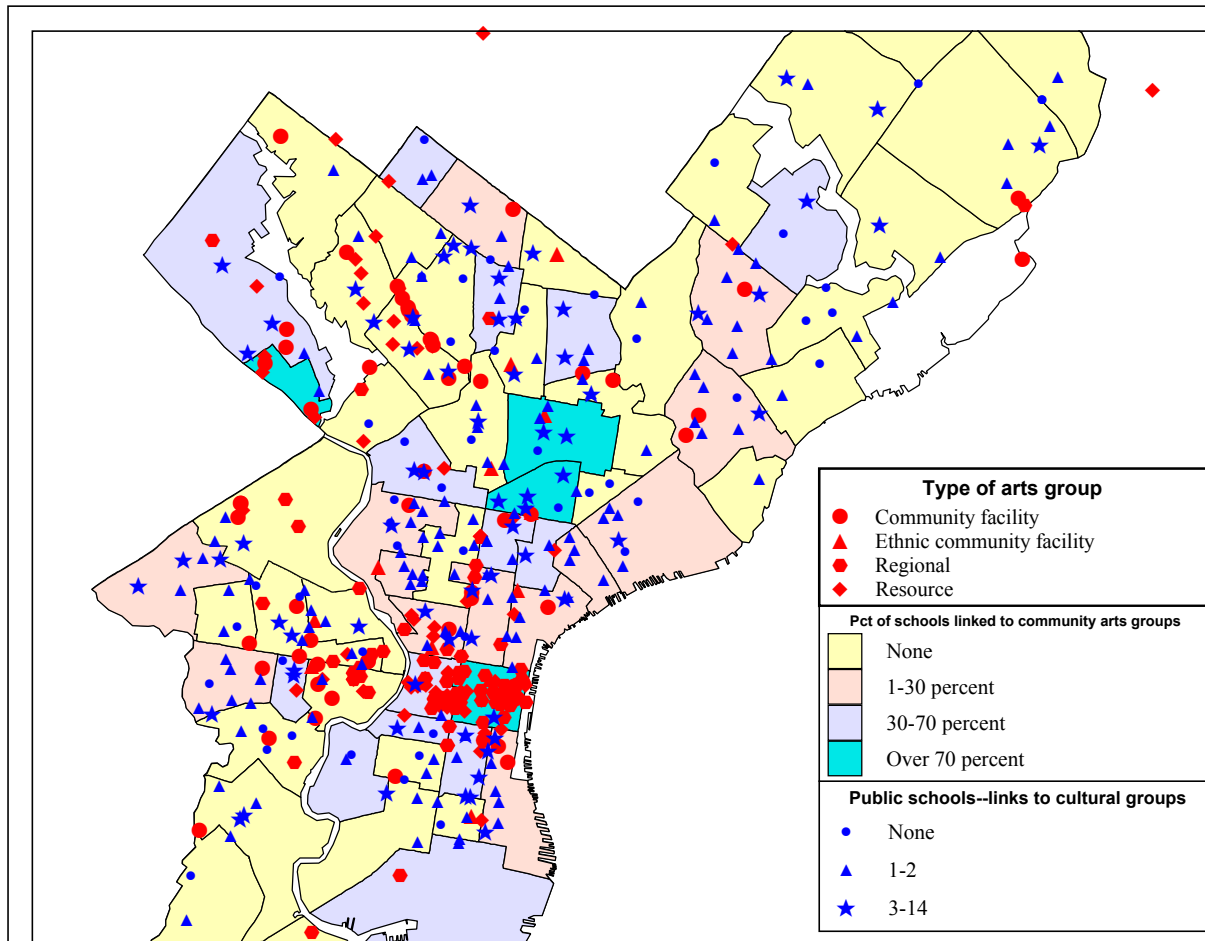 Type of arts group
Community facility
Ethnic community facility
Regional
Resource
Pct of schools linked to community arts groups
None
1-30 percent
30-70 percent
Over 70 percent
Public schools--links to cultural groups
None
1-2
3-14